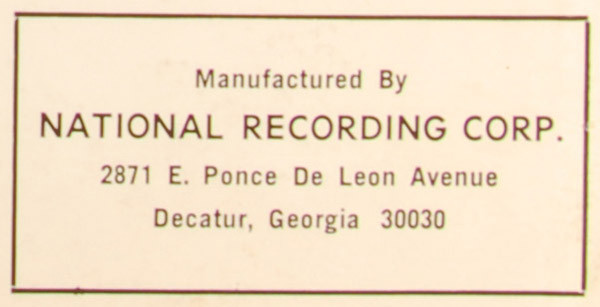 Manufactured By
NATIONAL RECORDING CORP.
2871 E. Ponce De Leon Avenue
Decatur, Georgia 30030